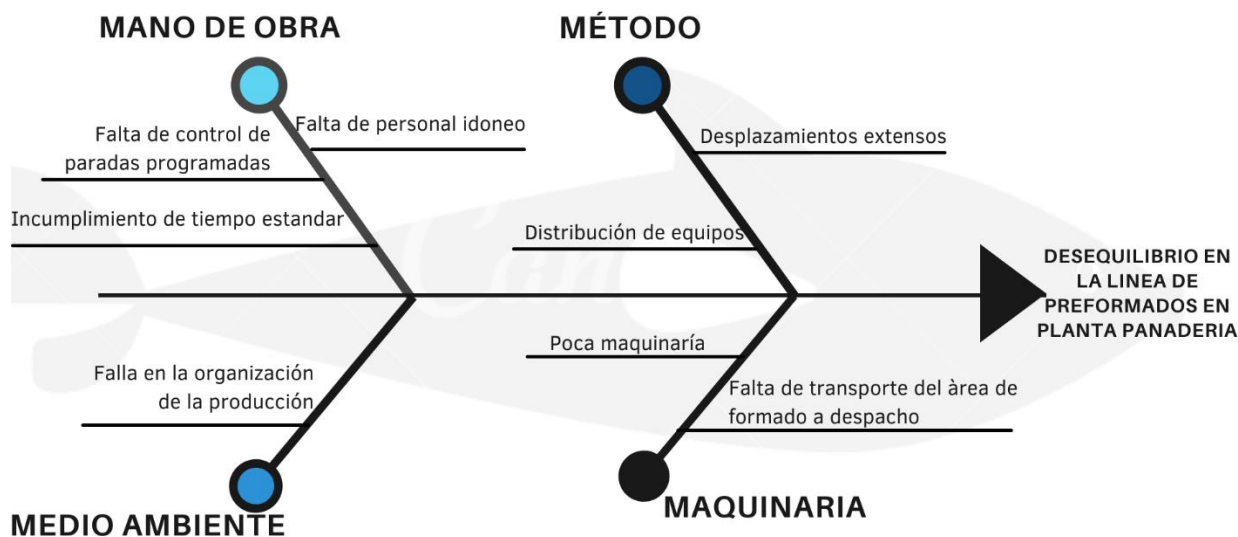 MANO DE OBRA
MÉTODO
Falta de control de
paradas programadas
Falta de personal idoneo
Incumplimiento de tiempo estandar
Desplazamientos extensos
Distribución de equipos
DESEQUILIBRIO EN
LA LINEA DE
PREFORMADOS EN
PLANTA PANADERIA
Falla en la organización
de la producción
Poca maquinaría
Falta de transporte del àrea de
formado a despacho
MEDIO AMBIENTE
MAQUINARIA